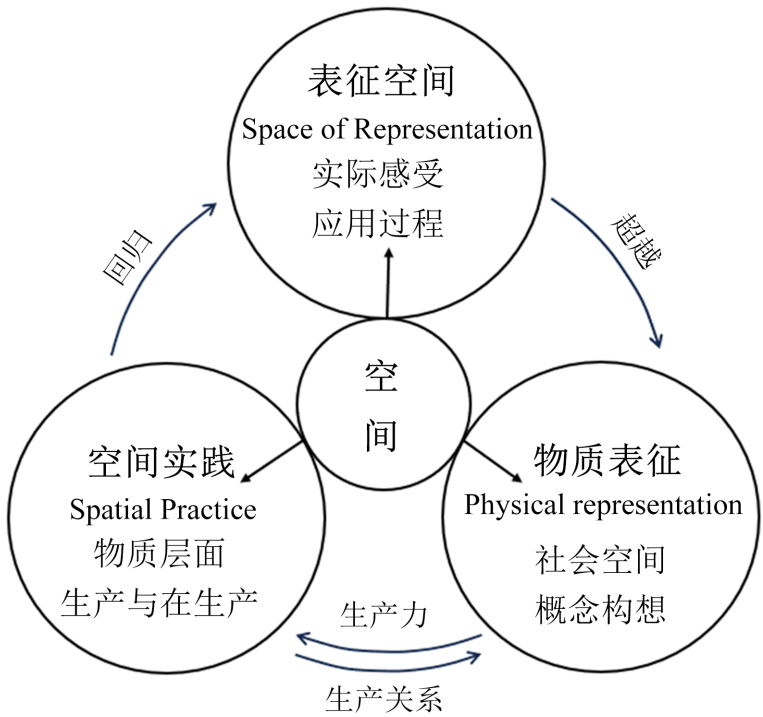 表征空间
Space of Representation
实际感受
应用过程
回归
超越
空
间
空间实践
Spatial Practice
物质层面
生产与在生产
物质表征
Physical representation
社会空间
概念构想
生产力
生产关系